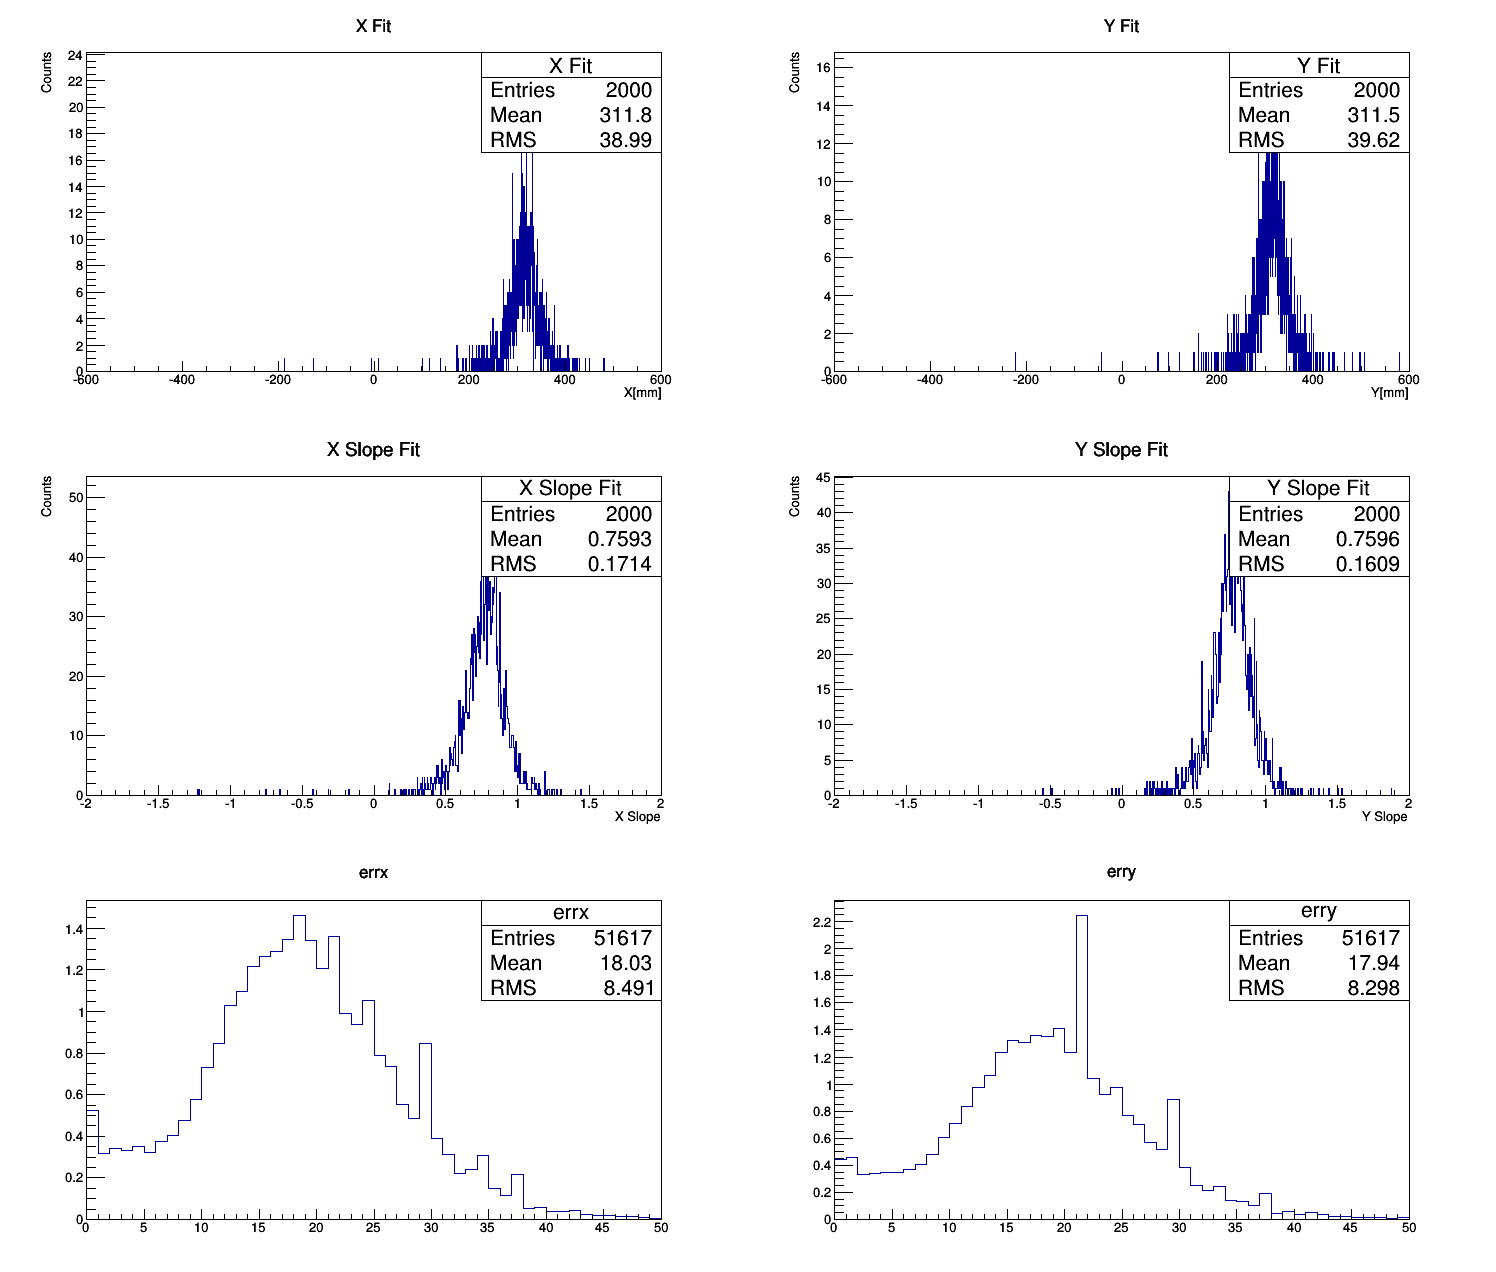 X Fit
Counts
X Fit
Entries 2000
Mean 311.8
RMS 38.99
24
22
20
18
16
14
12
10
8
6
4
2
0
-600 -400 -200 0 200 400 600
X[mm]
Y Fit
Counts
Y Fit
Entries 2000
Mean 311.5
RMS 39.62
16
14
12
10
8
6
4
2
0
-600 -400 -200 0 200 400 600
Y[mm]
X Slope Fit
Counts
X Slope Fit
Entries 2000
Mean 0.7593
RMS 0.1714
50
40
30
20
10
0
-2 -1.5 -1 -0.5 0 0.5 1 1.5 2
X Slope
Y Slope Fit
Counts
Y Slope Fit
Entries 2000
Mean 0.7596
RMS 0.1609
45
40
35
30
25
20
15
10
5
0
-2 -1.5 -1 -0.5 0 0.5 1 1.5 2
Y Slope
errx
errx
Entries 51617
Mean 18.03
RMS 8.491
1.4
1.2
1
0.8
0.6
0.4
0.2
0
0 5 10 15 20 25 30 35 40 45 50
erry
erry
Entries 51617
Mean 17.94
RMS 8.298
2.2
2
1.8
1.6
1.4
1.2
1
0.8
0.6
0.4
0.2
0
0 5 10 15 20 25 30 35 40 45 50